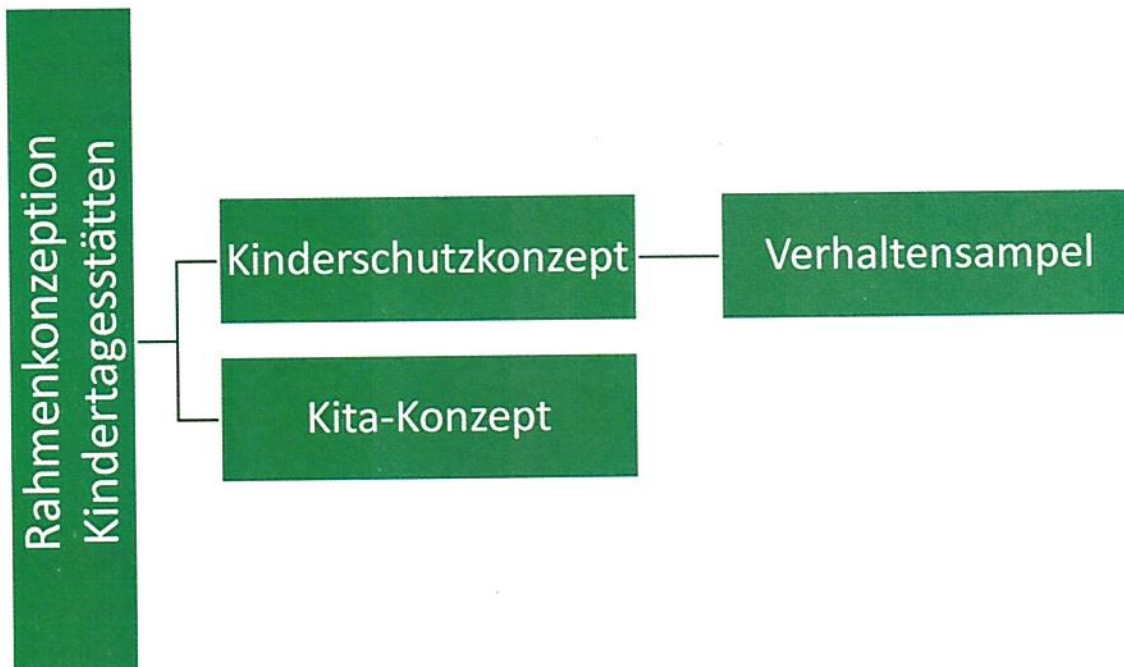 Rahmenkonzeption
Kindertagesstätten
Kinderschutzkonzept
Verhaltensampel
Kita-Konzept